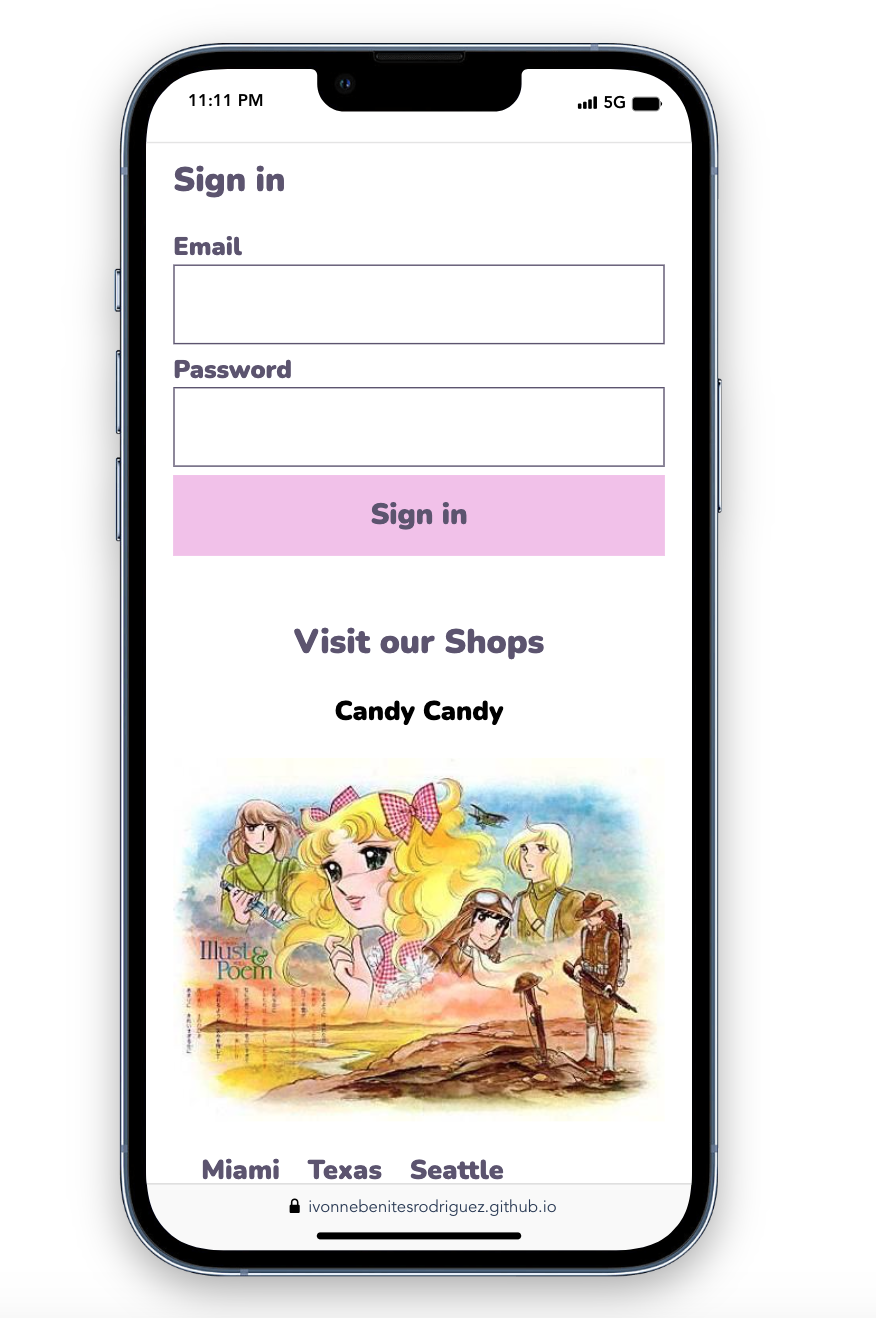 11:11 PM
5G
Sign in
Email
Password
Sign in
Visit our Shops
Candy Candy
Illust &
Poem
Miami Texas Seattle
ivonnebenitesrodriguez.github.io